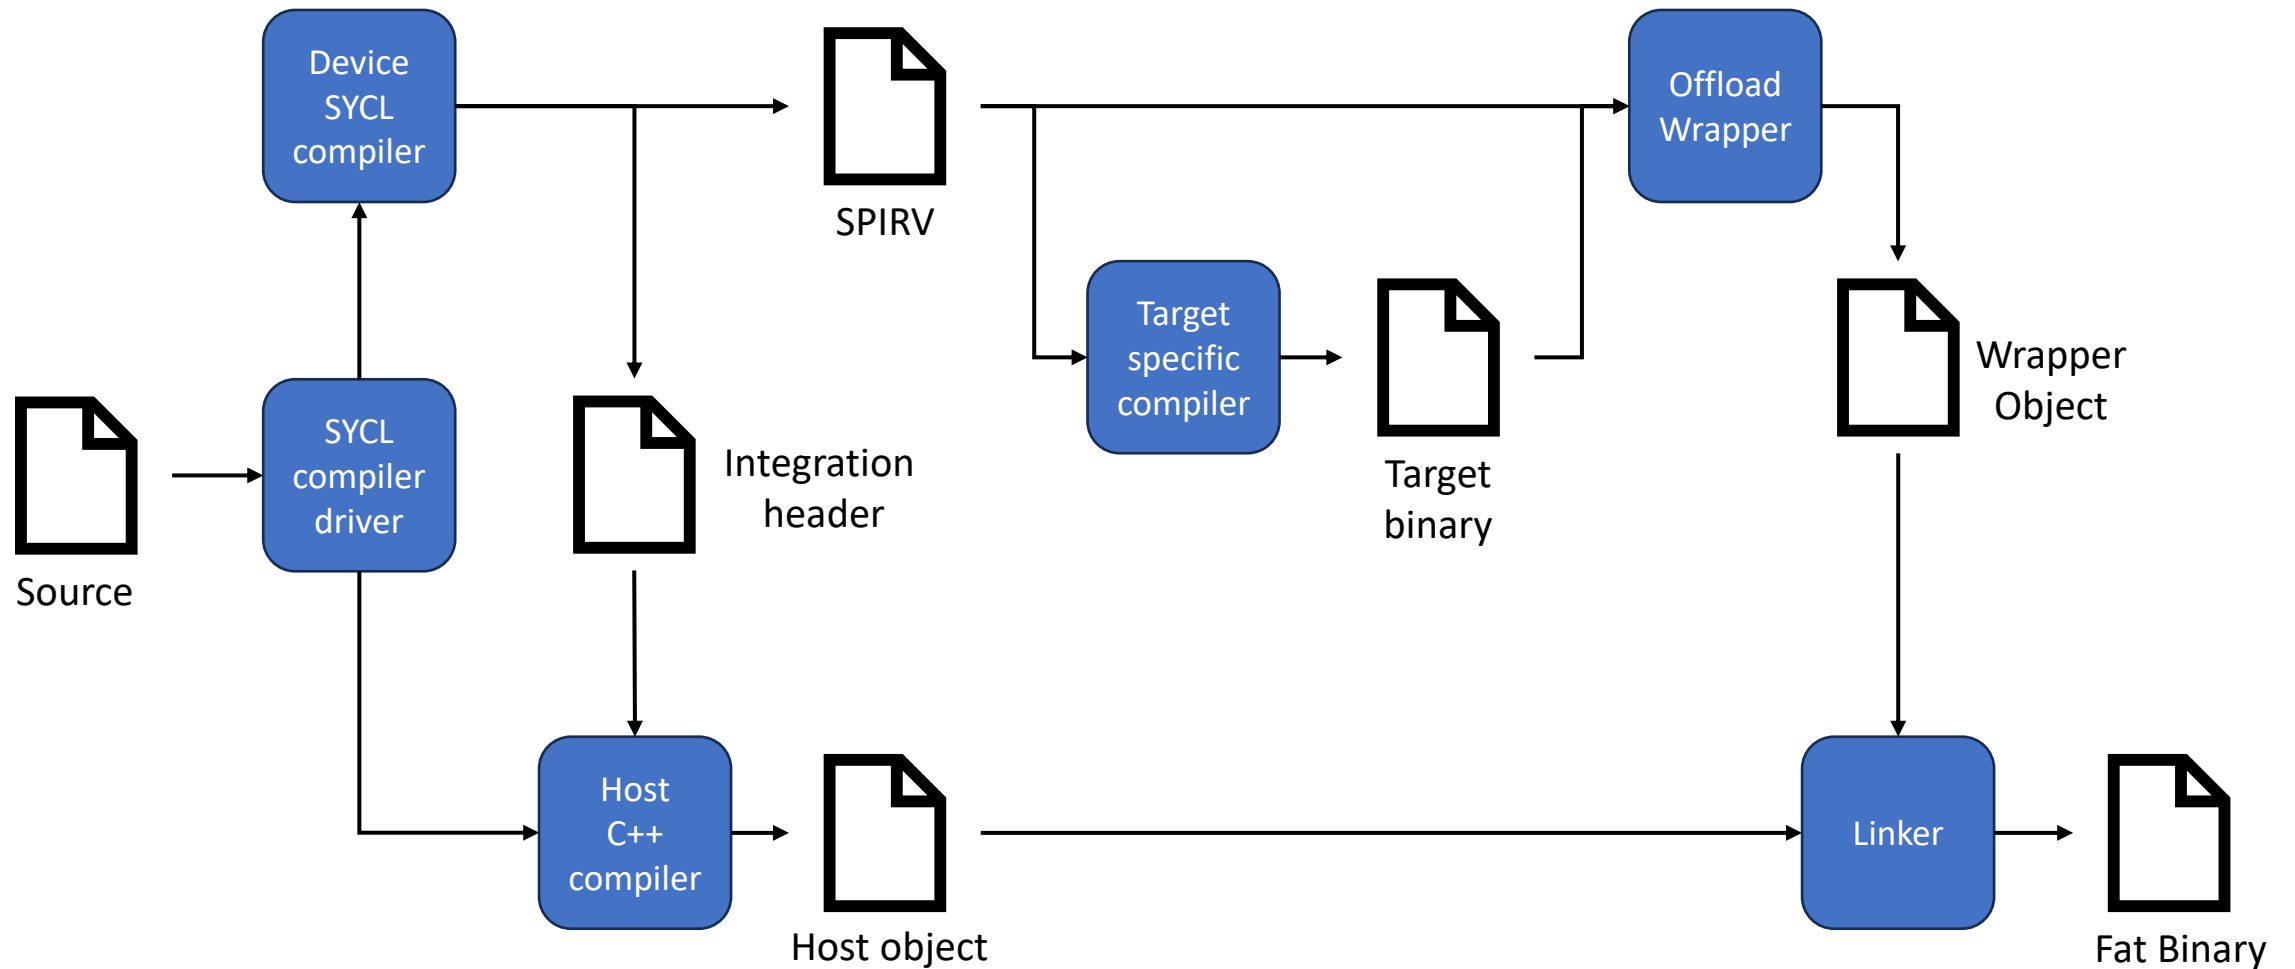 Device
SYCL
compiler
SPIRV
Offload
Wrapper
Target
specific
compiler
Target
binary
Wrapper
Object
Source
SYCL
compiler
driver
Integration
header
Host
C++
compiler
Host object
Linker
Fat Binary